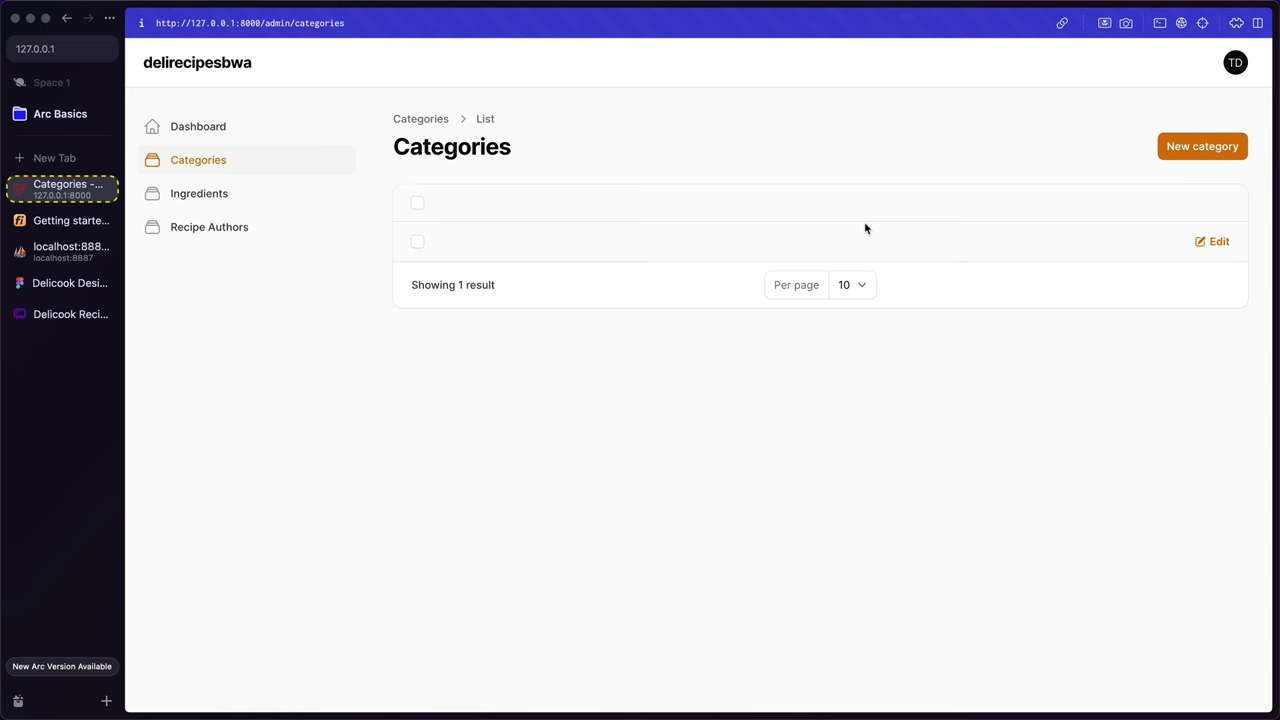 http://127.0.0.1:8000/admin/categories
127.0.0.1
Space 1
Arc Basics
New Tab
Categories -...
127.0.0.1:8000
Getting starte...
localhost:888...
localhost:8887
Delicook Desi...
Delicook Reci...
New Arc Version Available
delirecipesbwa
TD
Dashboard
Categories
Ingredients
Recipe Authors
Categories > List
Categories
New category
Edit
Showing 1 result
Per page 10